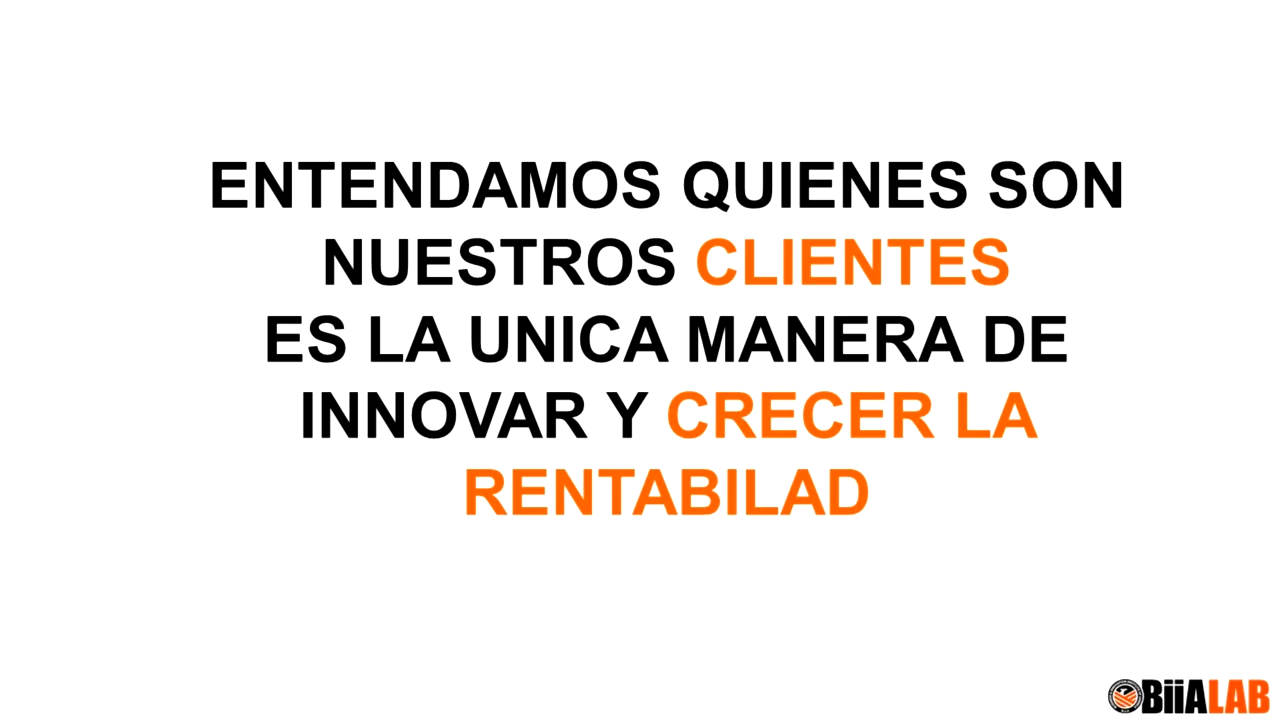 ENTENDAMOS QUIENES SON
NUESTROS CLIENTES
ES LA UNICA MANERA DE
INNOVAR Y CRECER LA
RENTABILAD
BiiALAB